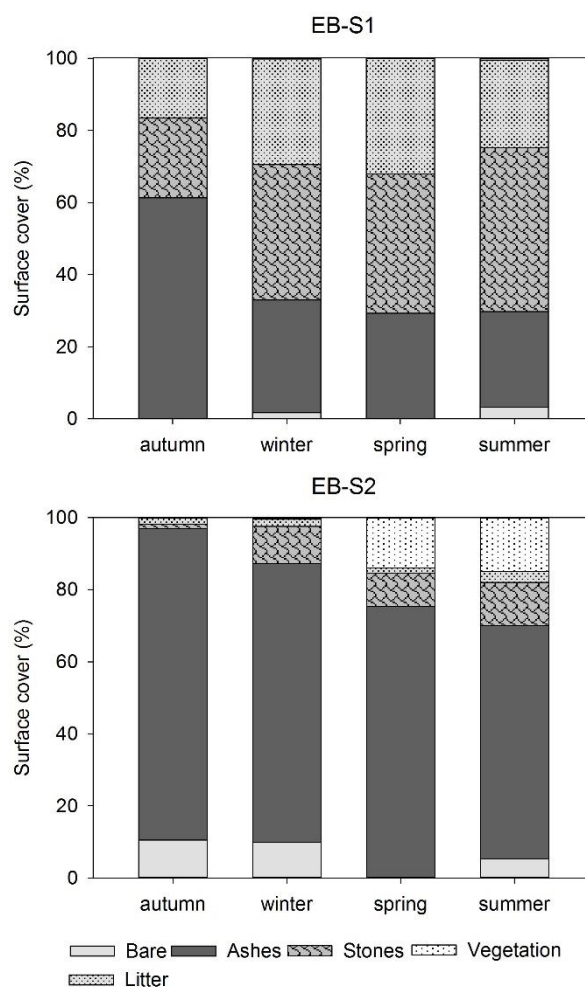 EB-S1
100
80
60
40
20
0
Surface cover (%)
autumn winter spring summer
EB-S2
100
80
60
40
20
0
Surface cover (%)
autumn winter spring summer
Bare Ashes Stones Vegetation
Litter